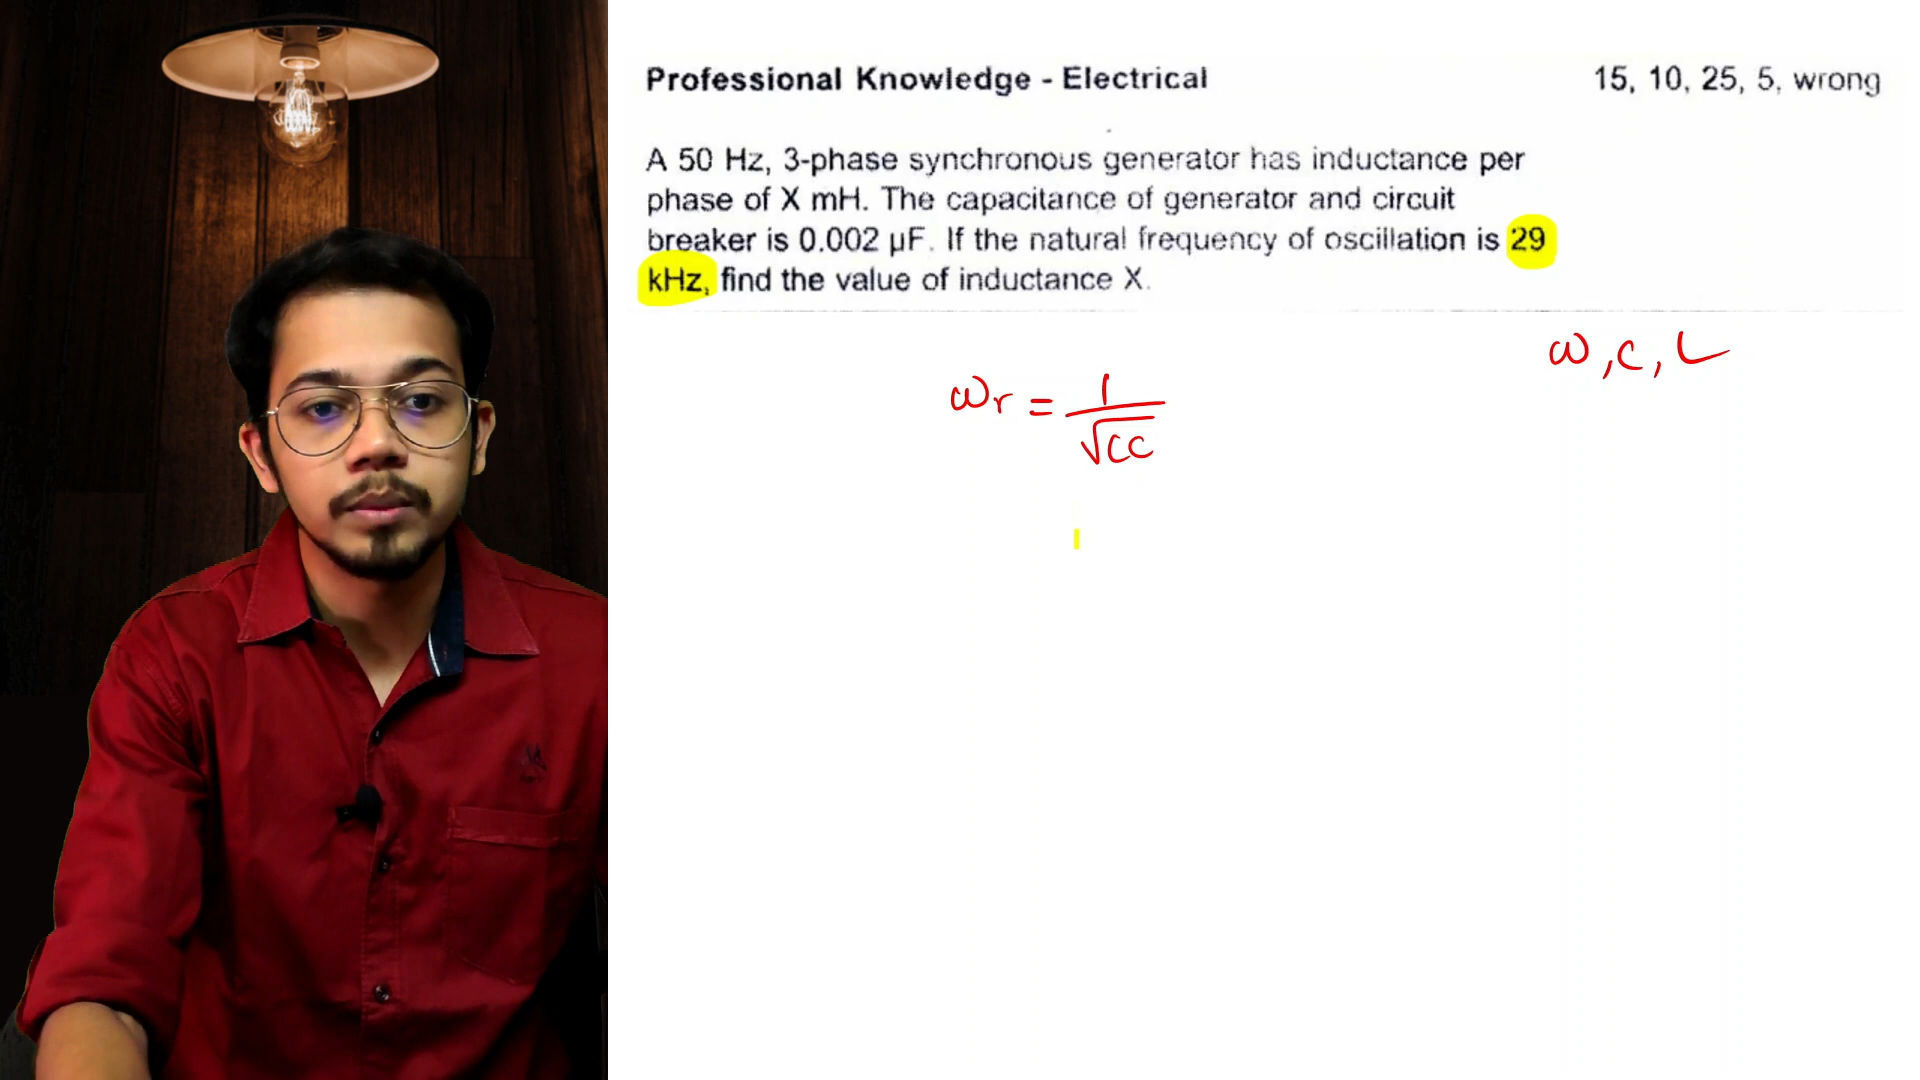 Professional Knowledge - Electrical
15, 10, 25, 5, wrong
A 50 Hz, 3-phase synchronous generator has inductance per
phase of X mH. The capacitance of generator and circuit
breaker is 0.002 µF. If the natural frequency of oscillation is 29
kHz, find the value of inductance X.
ω, C, L
ωr = 1/√LC